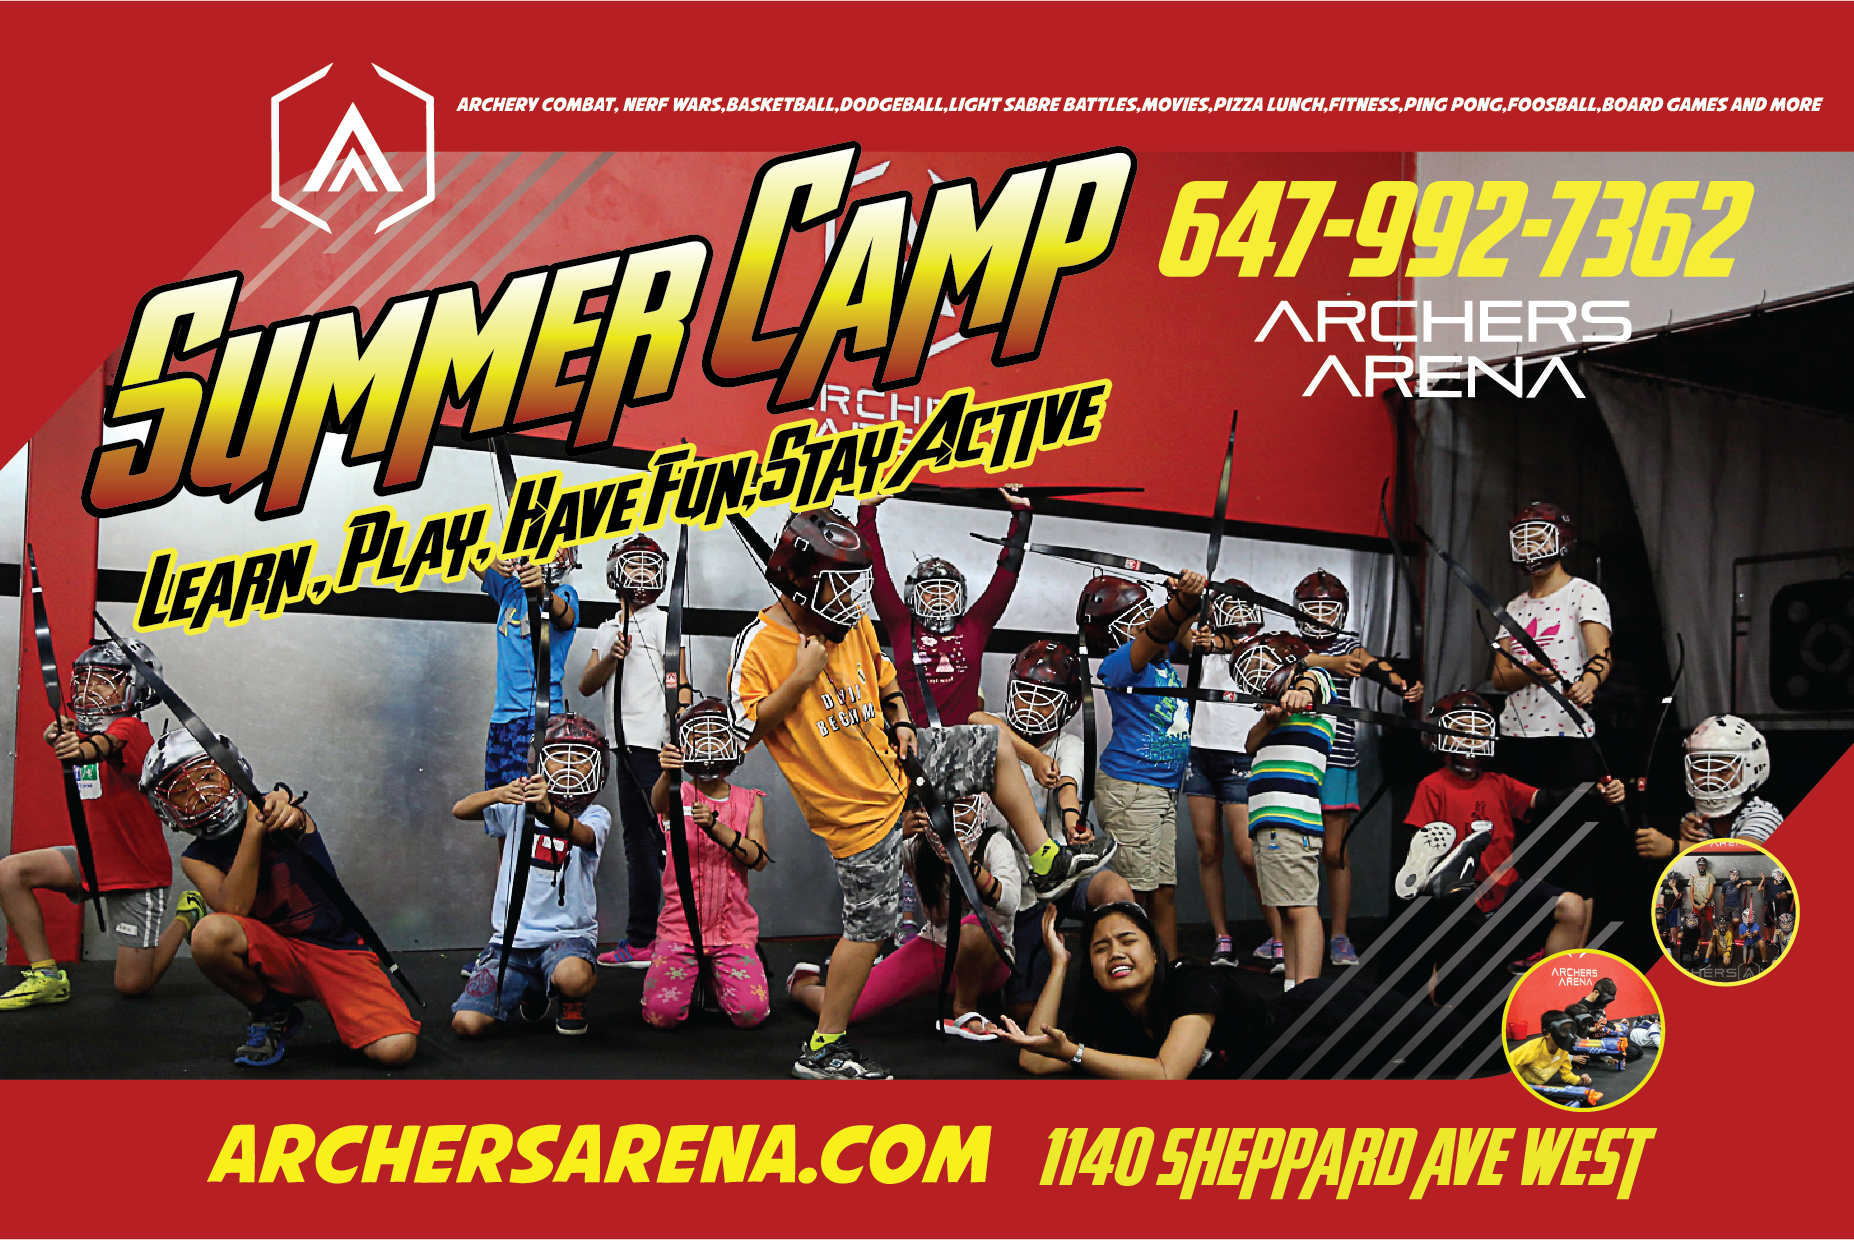 ARCHERY COMBAT, NERF WARS,BASKETBALL,DODGEBALL,LIGHT SABRE BATTLES,MOVIES,PIZZA LUNCH,FITNESS,PING PONG,FOOSBALL,BOARD GAMES AND MORE
SUMMER CAMP
647-992-7362
ARCHERS
ARENA
LEARN, PLAY, HAVE FUN,STAY ACTIVE
ARCHERS
ARENA
ARCHERSARENA.COM
1140 SHEPPARD AVE WEST